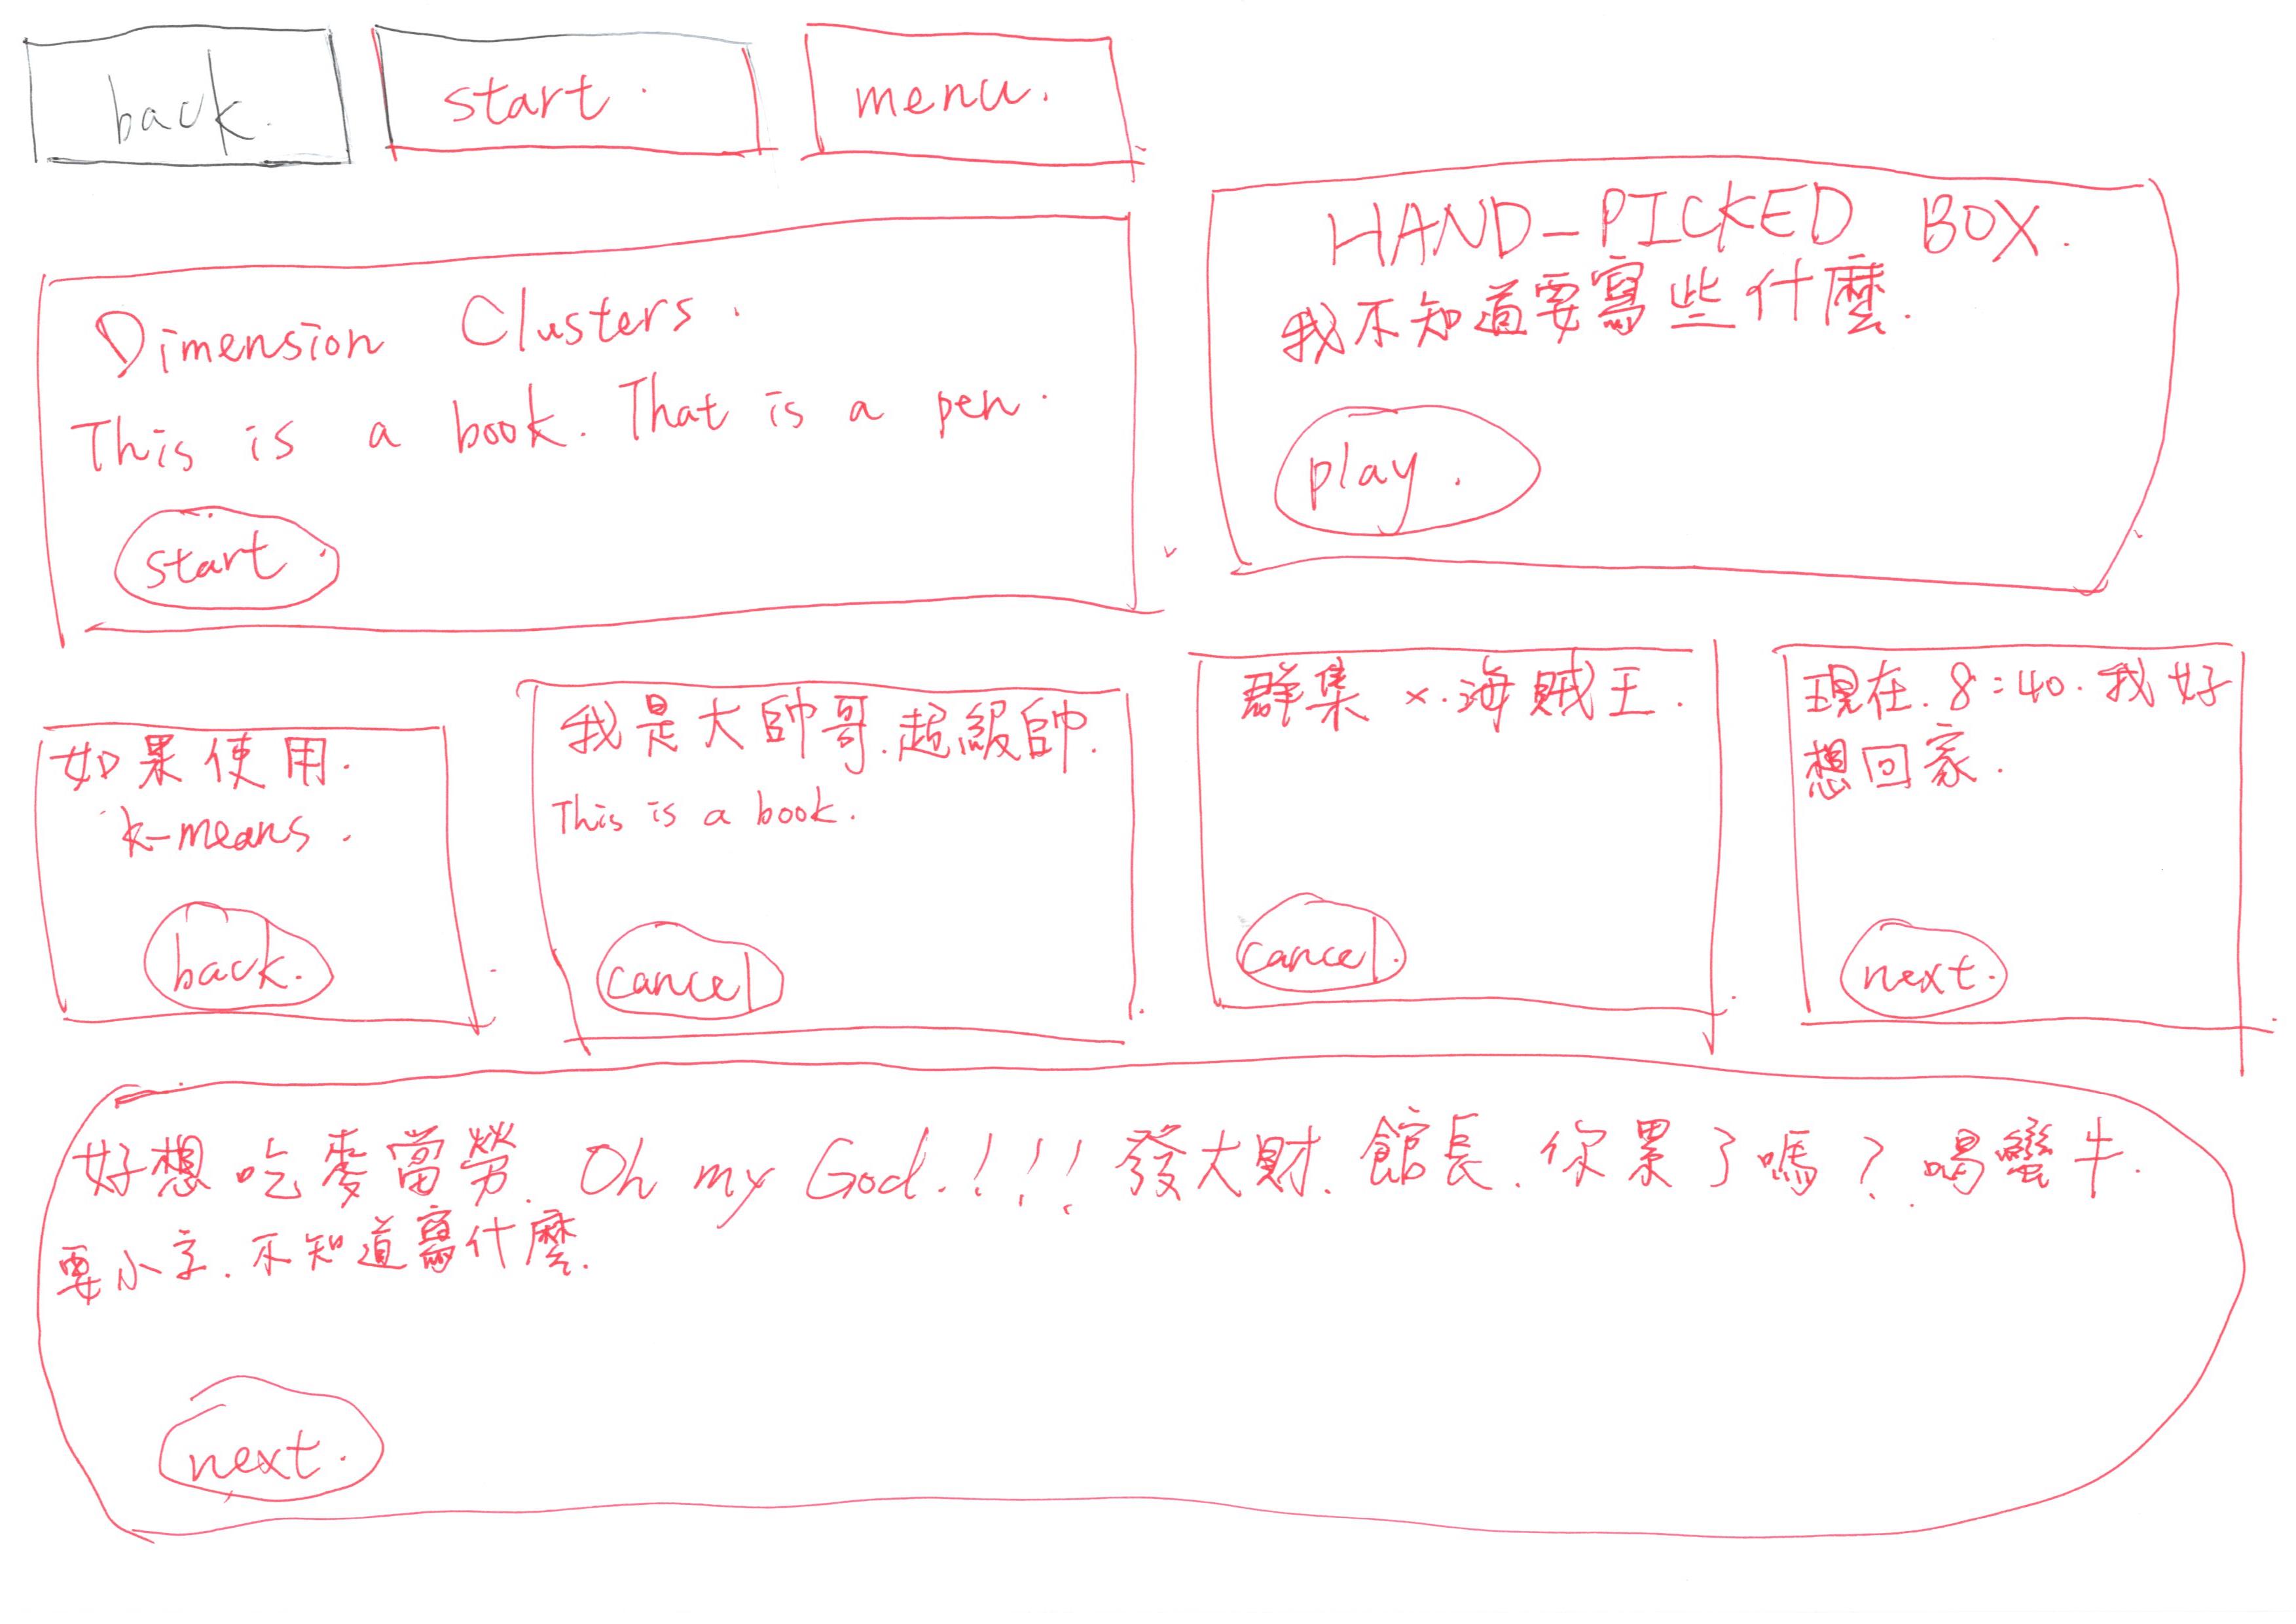 back.
start.
menu.
Dimension Clusters.
This is a book. That is a pen.
start.
HAND-PICKED BOX.
我不知道要寫些什麼.
play.
如果使用.
k-means.
back.
我是大帥哥.超級帥.
This is a book.
cancel
群集 x.海賊王.
cancel.
現在.8:40.我好
想回家.
next.
好想吃麥當勞. Oh my God.!!! 發大財.館長.你累了嗎?.喝蠻牛.
要小字.不知道寫什麼.
next.